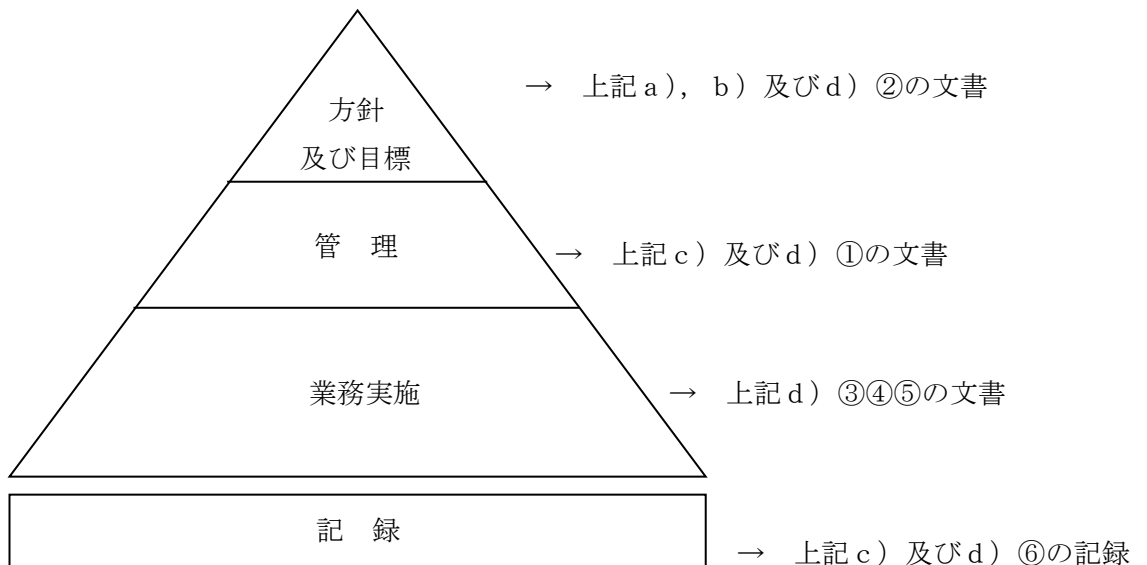 方針
及び目標
→ 上記a),b)及びd)②の文書
管 理
→ 上記c)及びd)①の文書
業務実施
→ 上記d)③④⑤の文書
記 録
→ 上記c)及びd)⑥の記録